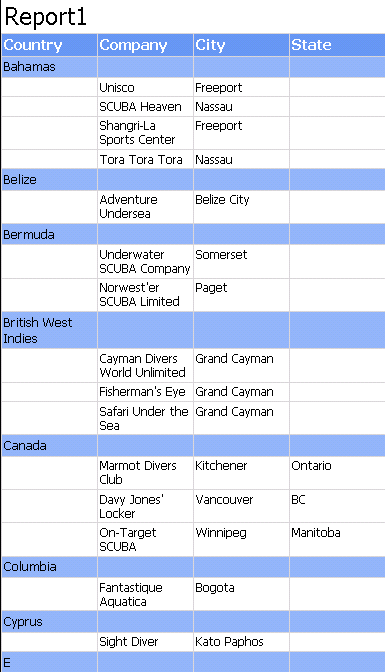 Report1
Country Company City State
Bahamas
Unisco Freeport
SCUBA Heaven Nassau
Shangri-La Freeport
Sports Center
Tora Tora Tora Nassau
Belize
Adventure Belize City
Undersea
Bermuda
Underwater Somerset
SCUBA Company
Norwest'er Paget
SCUBA Limited
British West
Indies
Cayman Divers Grand Cayman
World Unlimited
Fisherman's Eye Grand Cayman
Safari Under the Grand Cayman
Sea
Canada
Marmot Divers Kitchener Ontario
Club
Davy Jones' Vancouver BC
Locker
On-Target Winnipeg Manitoba
SCUBA
Columbia
Fantastique Bogota
Aquatica
Cyprus
Sight Diver Kato Paphos
E